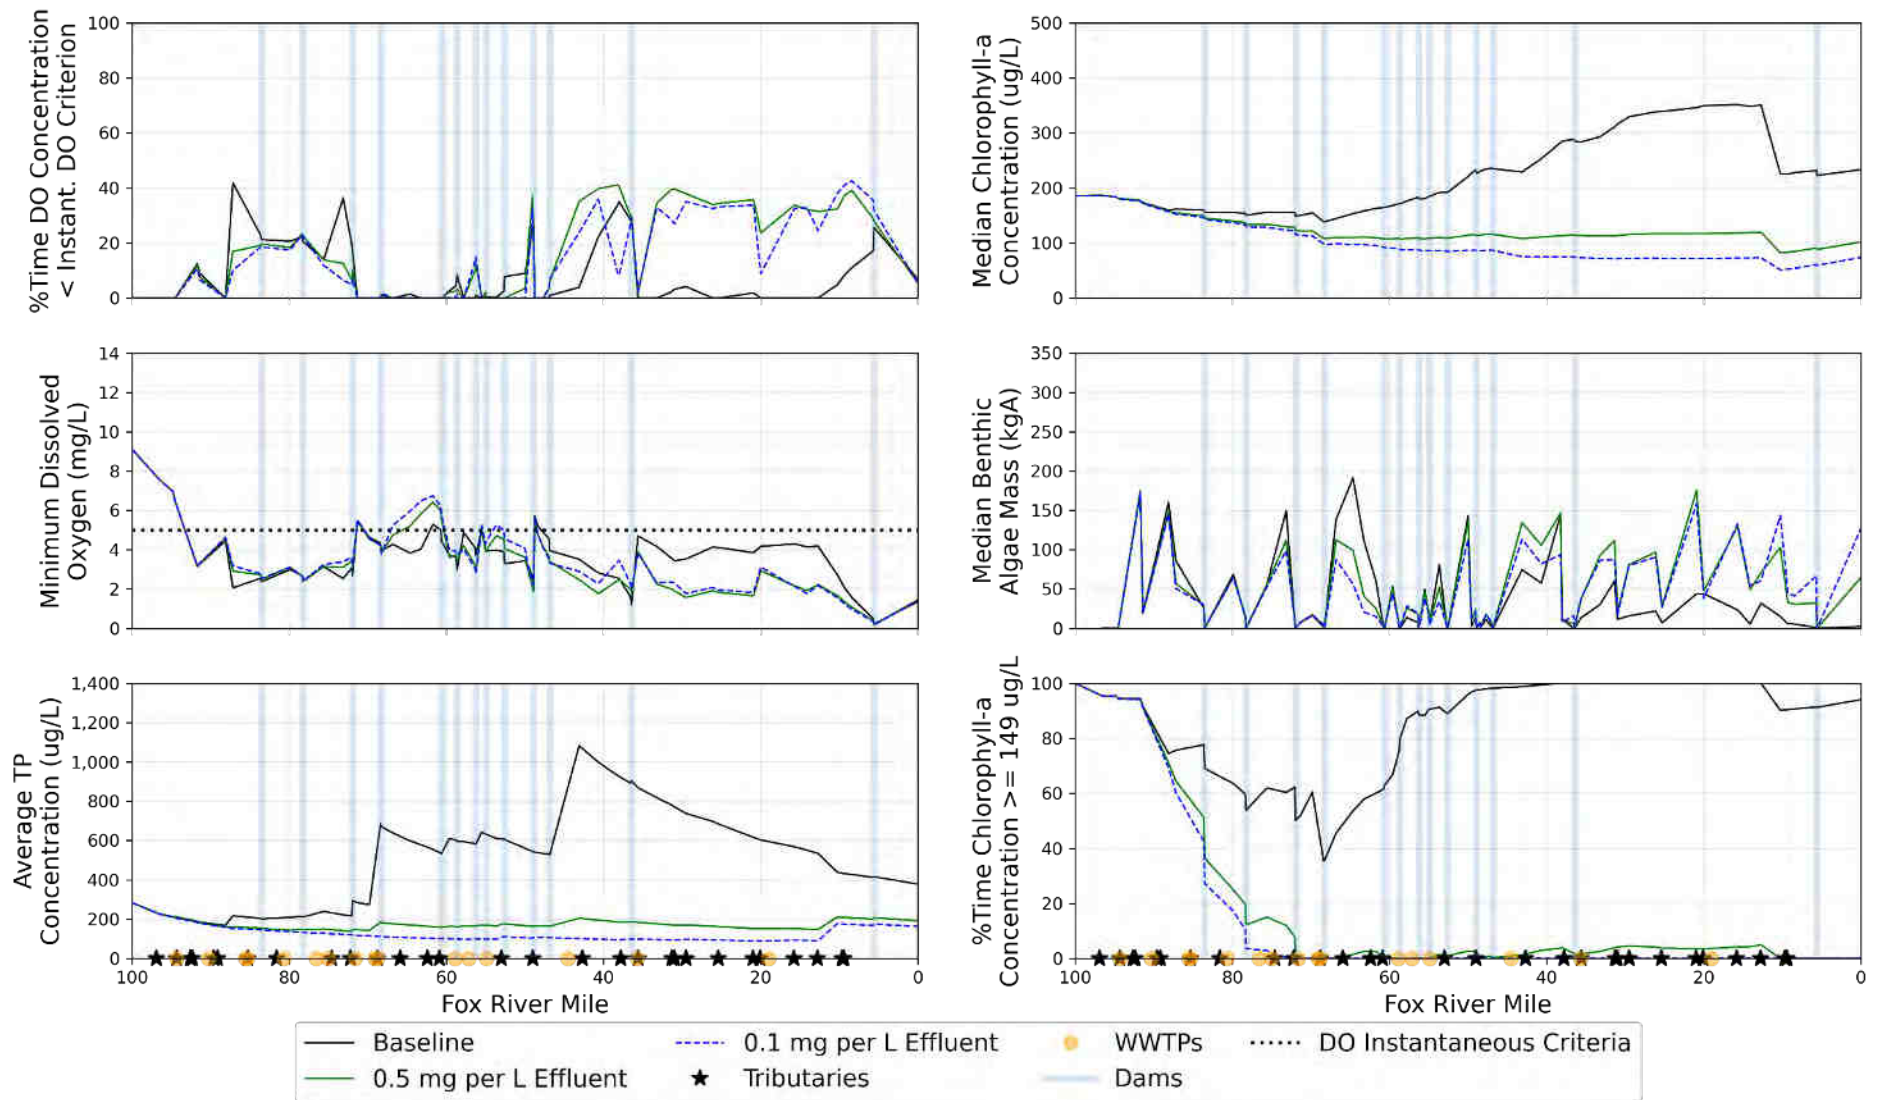 %Time DO Concentration
< Instant. DO Criterion
100
80
60
40
20
0
Median Chlorophyll-a
Concentration (ug/L)
500
400
300
200
100
0
Minimum Dissolved
Oxygen (mg/L)
14
12
10
8
6
4
2
0
Median Benthic
Algae Mass (kgA)
350
300
250
200
150
100
50
0
Average TP
Concentration (ug/L)
1,400
1,200
1,000
800
600
400
200
0
100 80 60 40 20 0
Fox River Mile
%Time Chlorophyll-a
Concentration >= 149 ug/L
100
80
60
40
20
0
100 80 60 40 20 0
Fox River Mile
Baseline 0.1 mg per L Effluent WWTPs DO Instantaneous Criteria
0.5 mg per L Effluent Tributaries Dams